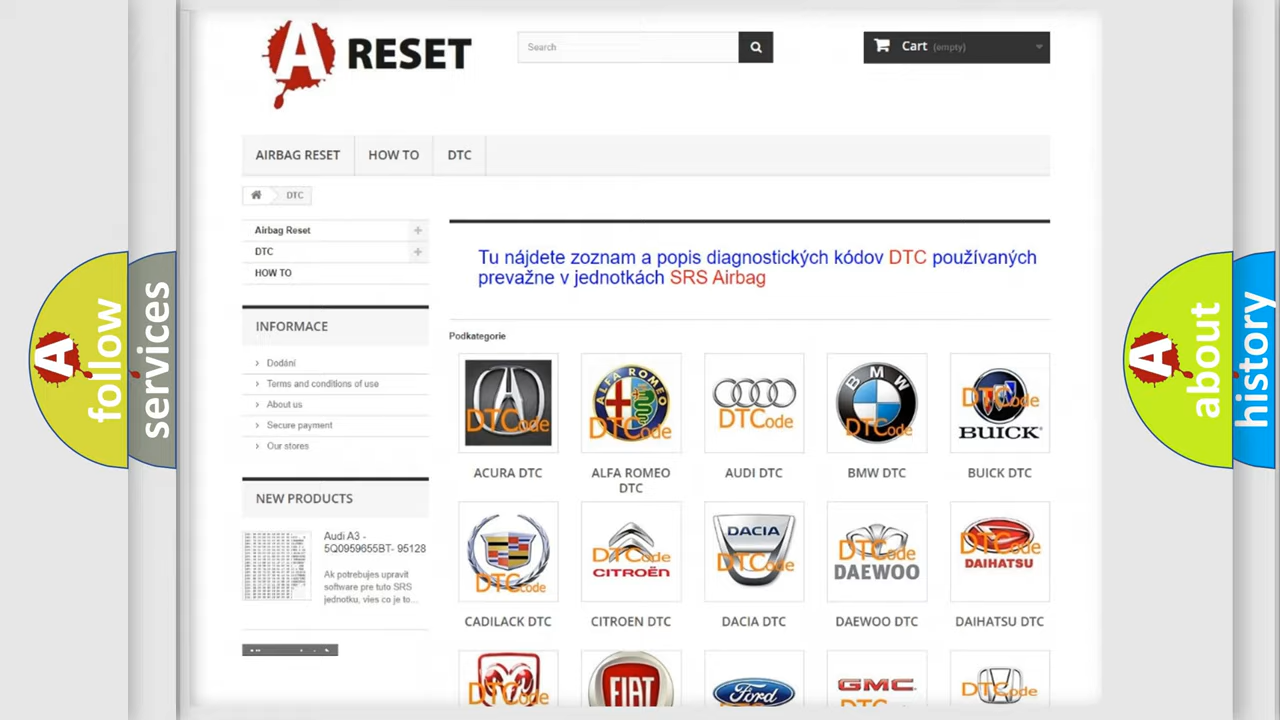 A RESET
Search
Cart (empty)
AIRBAG RESET
HOW TO
DTC
DTC
Airbag Reset
DTC
HOW TO
INFORMACE
Dodání
Terms and conditions of use
About us
Secure payment
Our stores
NEW PRODUCTS
Audi A3 -
5Q0959655BT- 95128
Ak potrebujes upravit
software pre tuto SRS
jednotku, vies co je to...
Tu nájdete zoznam a popis diagnostických kódov DTC používaných
prevažne v jednotkách SRS Airbag
Podkategorie
DTCode
ALFA ROMEO
DTCode
DTCode
BMW
DTCode
DTCode
BUICK
ACURA DTC
ALFA ROMEO
DTC
AUDI DTC
BMW DTC
BUICK DTC
DTCode
DTCode
CITROËN
DACIA
DTCode
DTCode
DAEWOO
DTCode
DAIHATSU
CADILACK DTC
CITROEN DTC
DACIA DTC
DAEWOO DTC
DAIHATSU DTC
DTCode
FIAT
Ford
DTCode
GMC
DTCode
A follow
services
A about
history